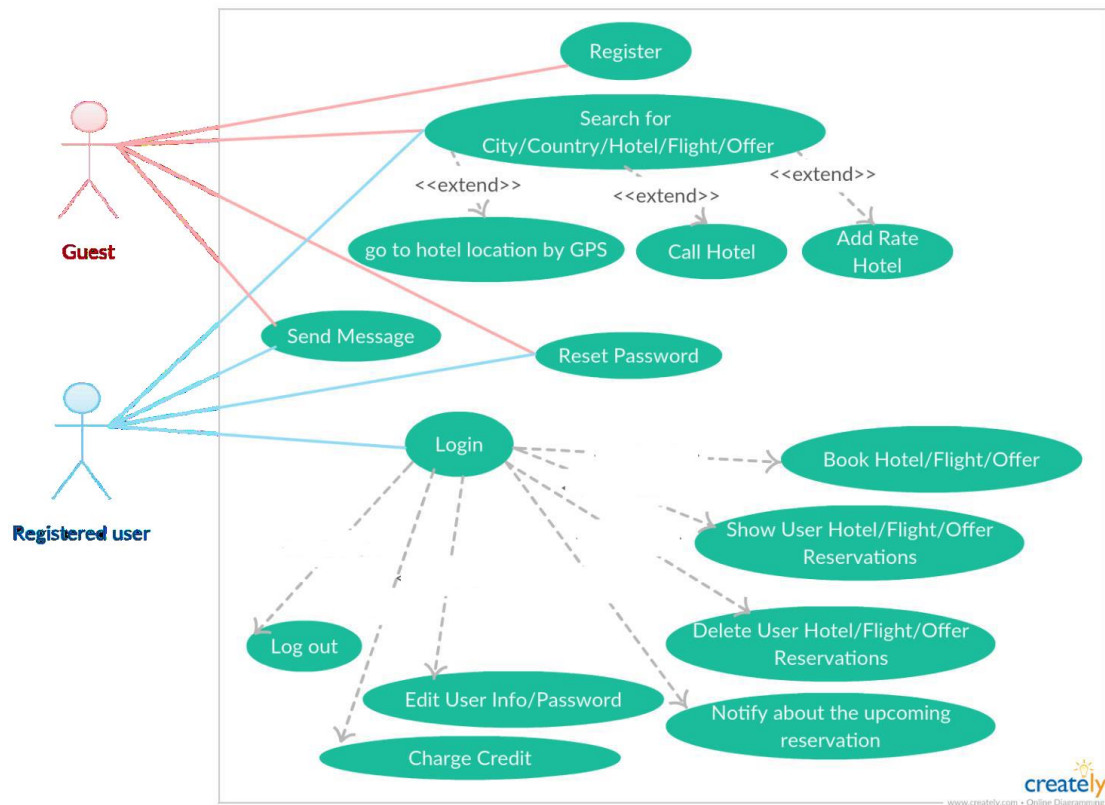 Register
Search for
City/Country/Hotel/Flight/Offer
<<extend>>
<<extend>>
<<extend>>
go to hotel location by GPS
Call Hotel
Add Rate
Hotel
Guest
Send Message
Reset Password
Registered user
Login
Book Hotel/Flight/Offer
Show User Hotel/Flight/Offer
Reservations
Log out
Delete User Hotel/Flight/Offer
Reservations
Edit User Info/Password
Notify about the upcoming
reservation
Charge Credit
creately
www.creately.com • Online Diagramming